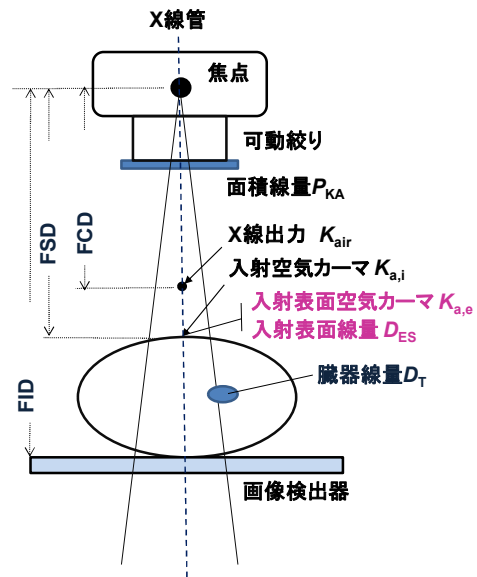 X線管
焦点
可動絞り
面積線量PKA
X線出力 Kair
入射空気カーマ Ka,i
入射表面空気カーマ Ka,e
入射表面線量 DES
臓器線量DT
画像検出器
FID
FSD
FCD